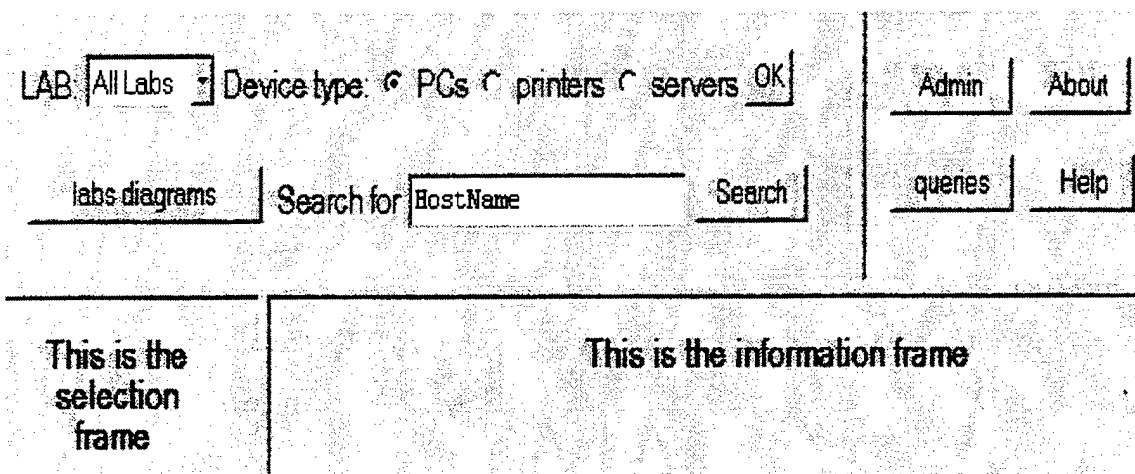 LAB: All Labs Device type: PCs printers servers OK
Admin About
labs diagrams Search for HostName Search
queries Help
This is the selection frame
This is the information frame